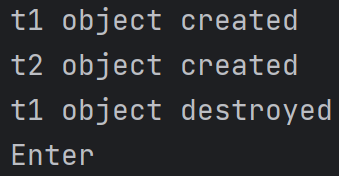 t1 object created
t2 object created
t1 object destroyed
Enter